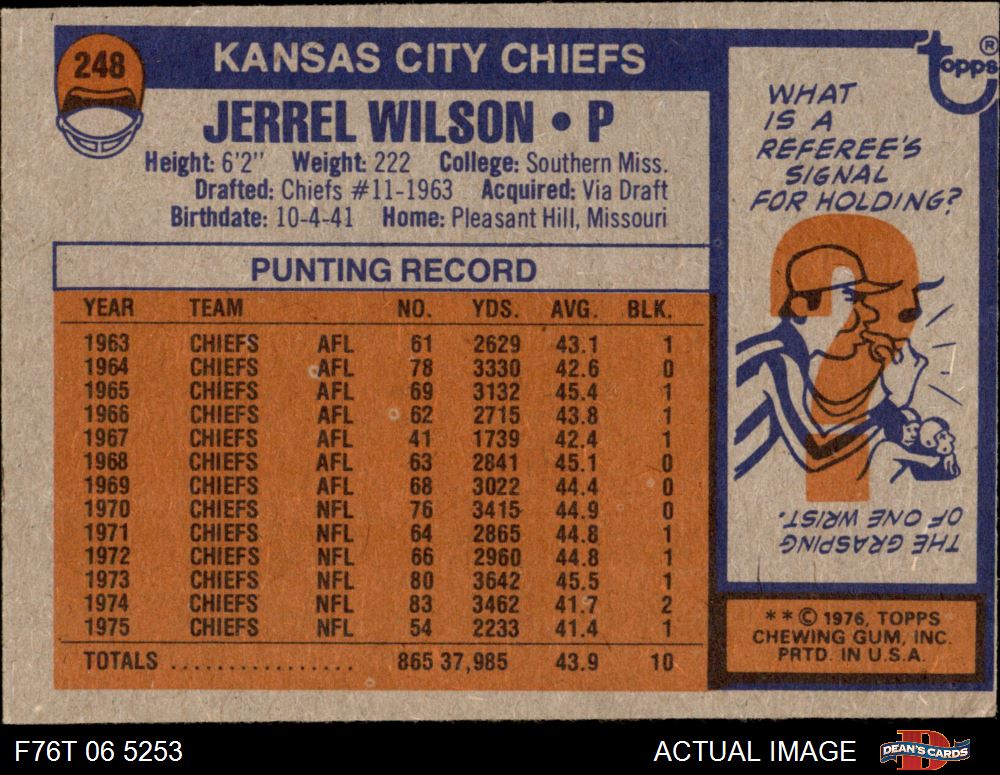 248
KANSAS CITY CHIEFS
JERREL WILSON • P
Height: 6'2" Weight: 222 College: Southern Miss.
Drafted: Chiefs #11-1963 Acquired: Via Draft
Birthdate: 10-4-41 Home: Pleasant Hill, Missouri
PUNTING RECORD
YEAR TEAM NO. YDS. AVG. BLK.
1963 CHIEFS AFL 61 2629 43.1 1
1964 CHIEFS AFL 78 3330 42.6 0
1965 CHIEFS AFL 69 3132 45.4 1
1966 CHIEFS AFL 62 2715 43.8 1
1967 CHIEFS AFL 41 1739 42.4 1
1968 CHIEFS AFL 63 2841 45.1 0
1969 CHIEFS AFL 68 3022 44.4 0
1970 CHIEFS NFL 76 3415 44.9 0
1971 CHIEFS NFL 64 2865 44.8 1
1972 CHIEFS NFL 66 2960 44.8 1
1973 CHIEFS NFL 80 3642 45.5 1
1974 CHIEFS NFL 83 3462 41.7 2
1975 CHIEFS NFL 54 2233 41.4 1
TOTALS ................ 865 37,985 43.9 10
topps®
WHAT
IS A
REFEREE'S
SIGNAL
FOR HOLDING?
THE GRASPING
OF ONE WRIST.
**© 1976, TOPPS
CHEWING GUM, INC.
PRTD. IN U.S.A.
F76T 06 5253
ACTUAL IMAGE
DEAN'S CARDS